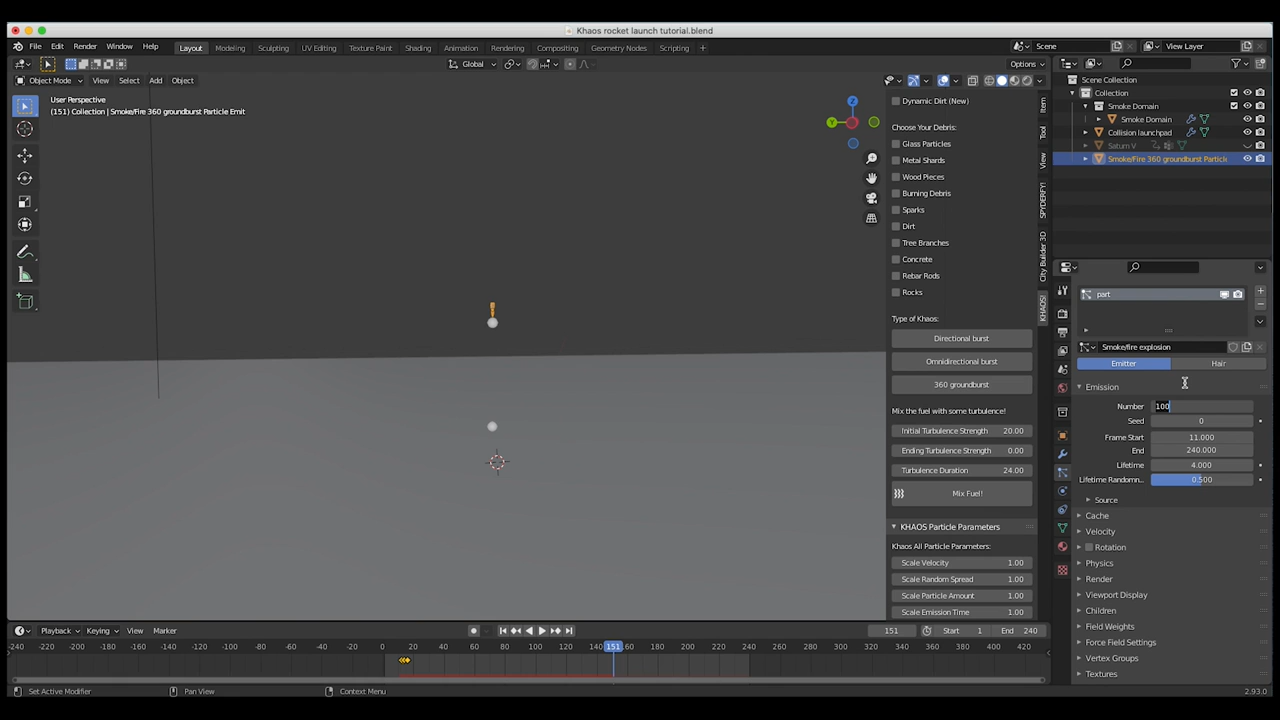 Khaos rocket launch tutorial.blend
File Edit Render Window Help Layout Modeling Sculpting UV Editing Texture Paint Shading Animation Rendering Compositing Geometry Nodes Scripting + Scene View Layer
Global Options
Object Mode View Select Add Object
User Perspective
(151) Collection | Smoke/Fire 360 groundburst Particle Emit
Z
Y
Dynamic Dirt (New)
Choose Your Debris:
Glass Particles
Metal Shards
Wood Pieces
Burning Debris
Sparks
Dirt
Tree Branches
Concrete
Rebar Rods
Rocks
Type of Khaos:
Directional burst
Omnidirectional burst
360 groundburst
Mix the fuel with some turbulence!
Initial Turbulence Strength 20.00
Ending Turbulence Strength 0.00
Turbulence Duration 24.00
Mix Fuel!
KHAOS Particle Parameters
Khaos All Particle Parameters:
Scale Velocity 1.00
Scale Random Spread 1.00
Scale Particle Amount 1.00
Scale Emission Time 1.00
Item
Tool
View
SPYDERFY!
City Builder 3D
KHAOS!
Scene Collection
Collection
Smoke Domain
Smoke Domain
Collision launchpad
Saturn V
Smoke/Fire 360 groundburst Particle
part
Smoke/fire explosion
Emitter Hair
Emission
Number 100
Seed 0
Frame Start 11.000
End 240.000
Lifetime 4.000
Lifetime Randomn... 0.500
Source
Cache
Velocity
Rotation
Physics
Render
Viewport Display
Children
Field Weights
Force Field Settings
Vertex Groups
Textures
Playback Keying View Marker 151 Start 1 End 240
-240 -220 -200 -180 -160 -140 -120 -100 -80 -60 -40 -20 0 20 40 60 80 100 120 140 151 160 180 200 220 240 260 280 300 320 340 360 380 400 420
Set Active Modifier Pan View Context Menu 2.93.0